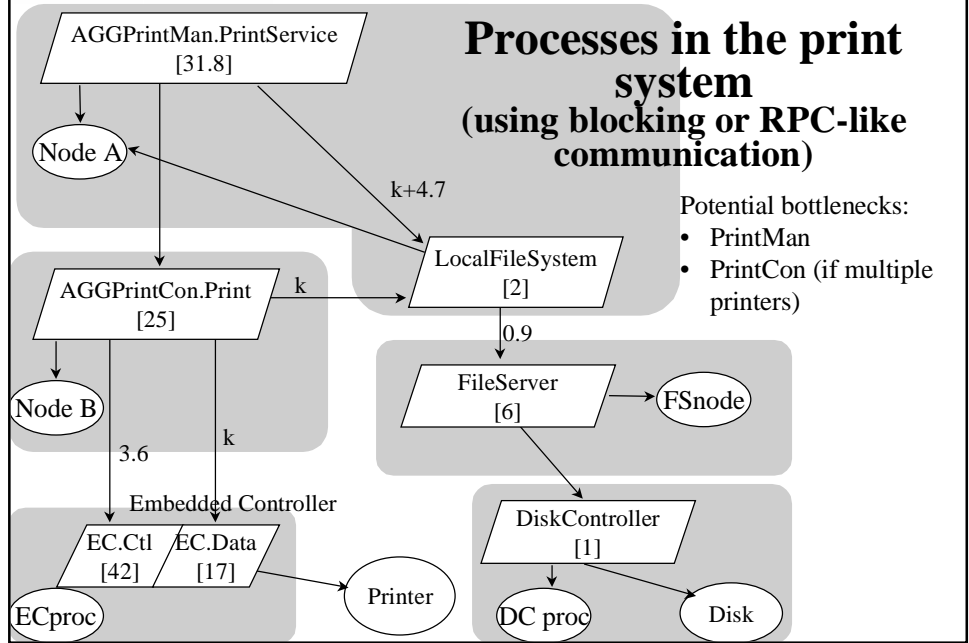 AGGPrintMan.PrintService
[31.8]
Processes in the print
system
(using blocking or RPC-like
communication)
Node A
k+4.7
Potential bottlenecks:
• PrintMan
• PrintCon (if multiple
printers)
LocalFileSystem
[2]
AGGPrintCon.Print
[25]
k
0.9
FileServer
[6]
FSnode
Node B
3.6
k
Embedded Controller
EC.Ctl
[42]
EC.Data
[17]
DiskController
[1]
ECproc
Printer
DC proc
Disk